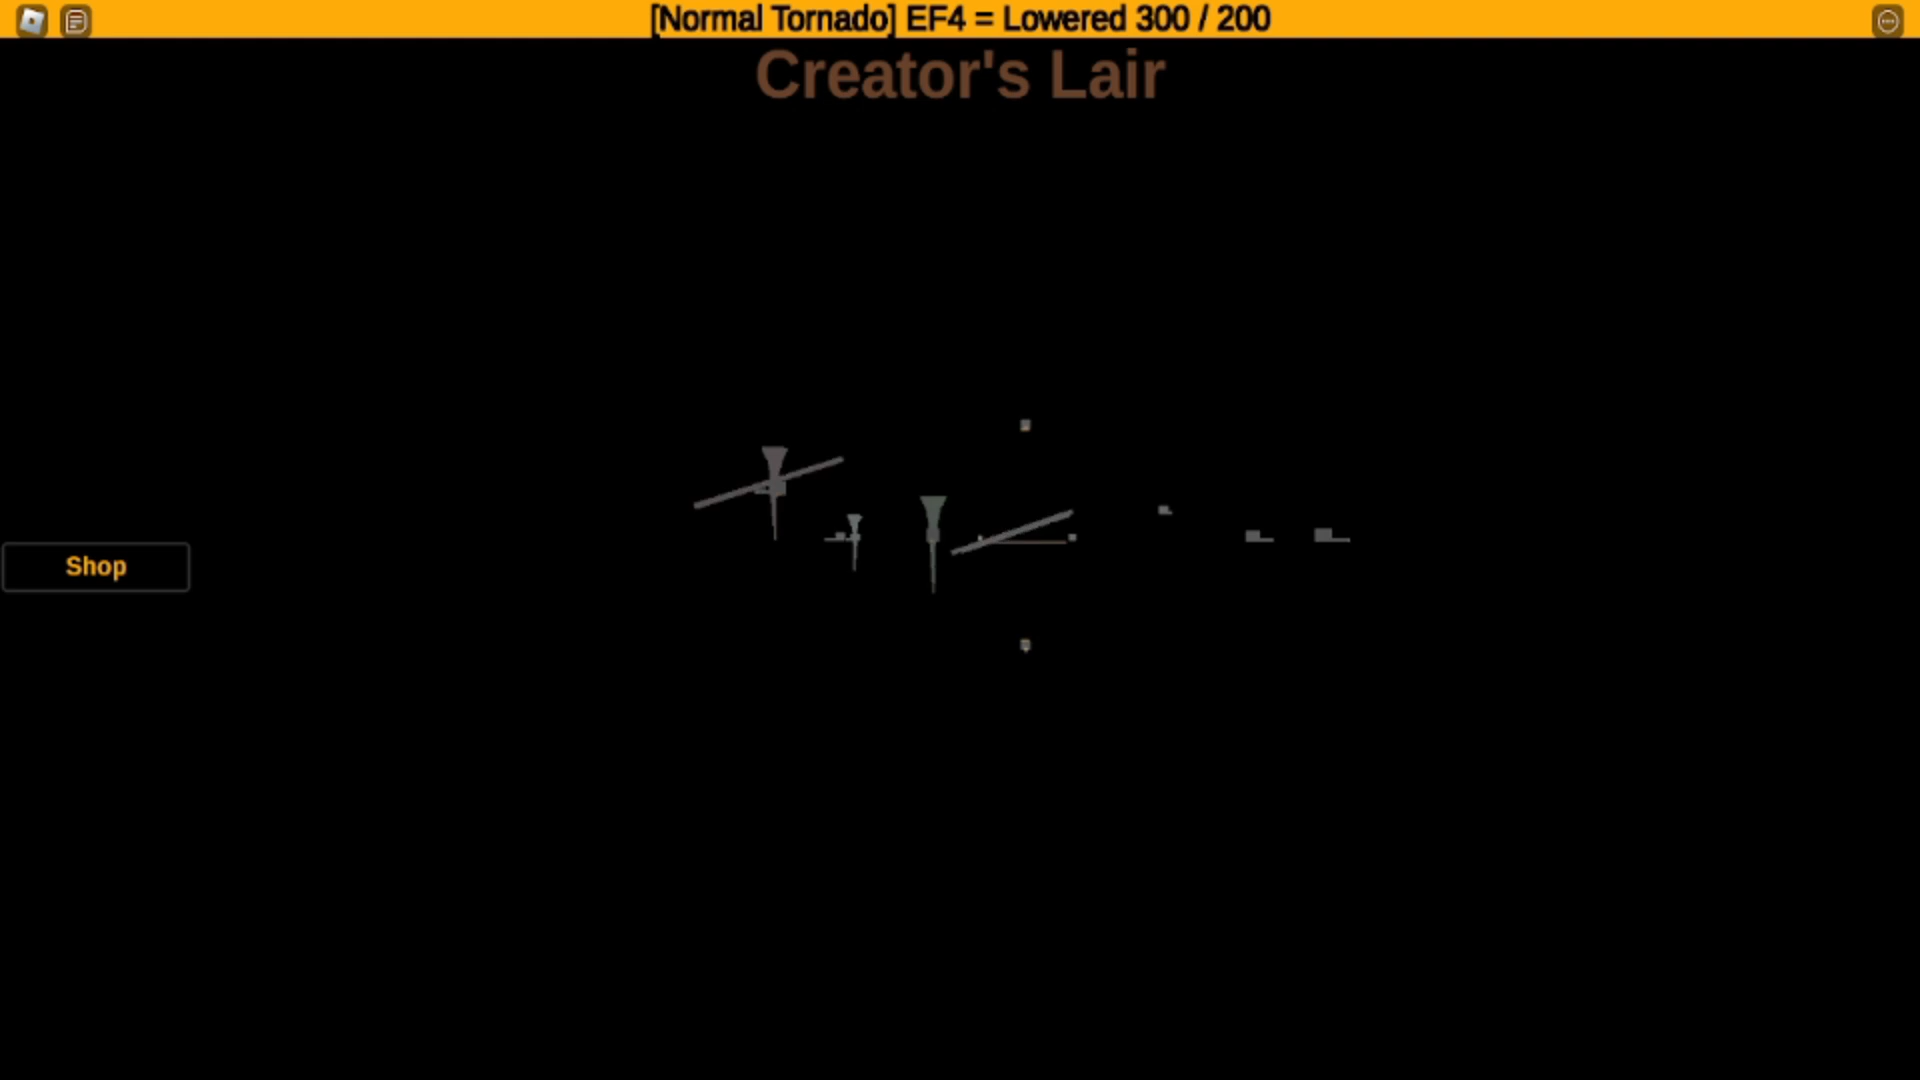 [Normal Tornado] EF4 = Lowered 300 / 200
Creator's Lair
Shop